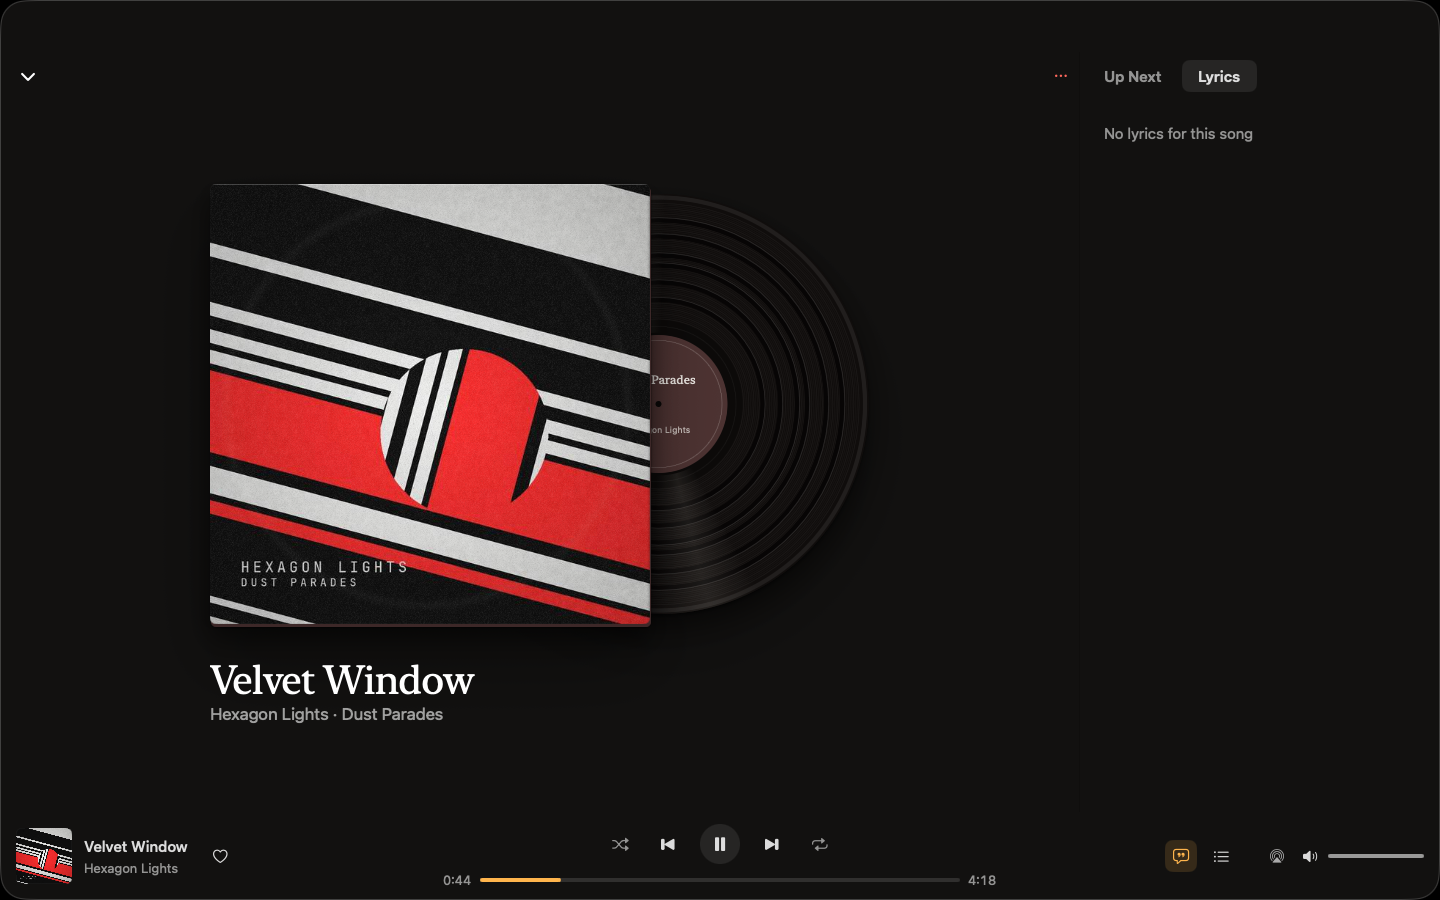 Up Next
Lyrics
No lyrics for this song
Parades
on Lights
HEXAGON LIGHTS
DUST PARADES
Velvet Window
Hexagon Lights · Dust Parades
Velvet Window
Hexagon Lights
0:44
4:18